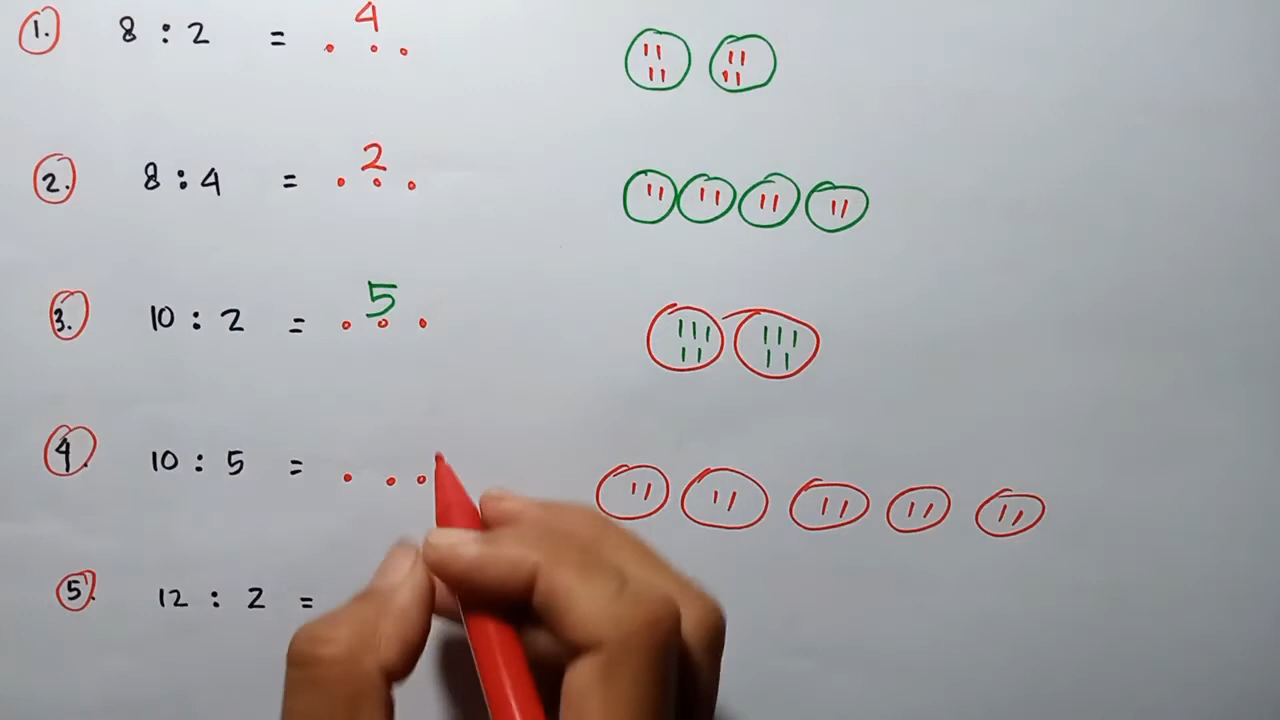 1. 8 : 2 = . 4 . .
2. 8 : 4 = . 2 . .
3. 10 : 2 = . 5 . .
4. 10 : 5 = . . .
5. 12 : 2 =